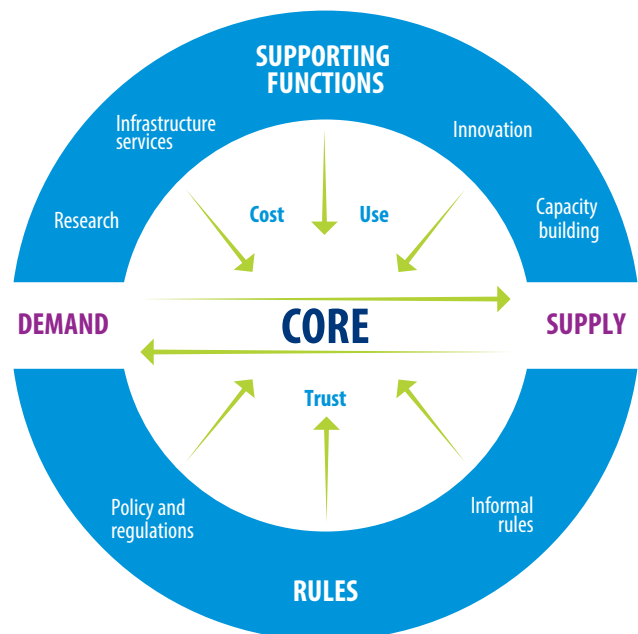 SUPPORTING
FUNCTIONS
Infrastructure
services
Innovation
Research
Cost
Use
Capacity
building
DEMAND
CORE
SUPPLY
Trust
Policy and
regulations
Informal
rules
RULES